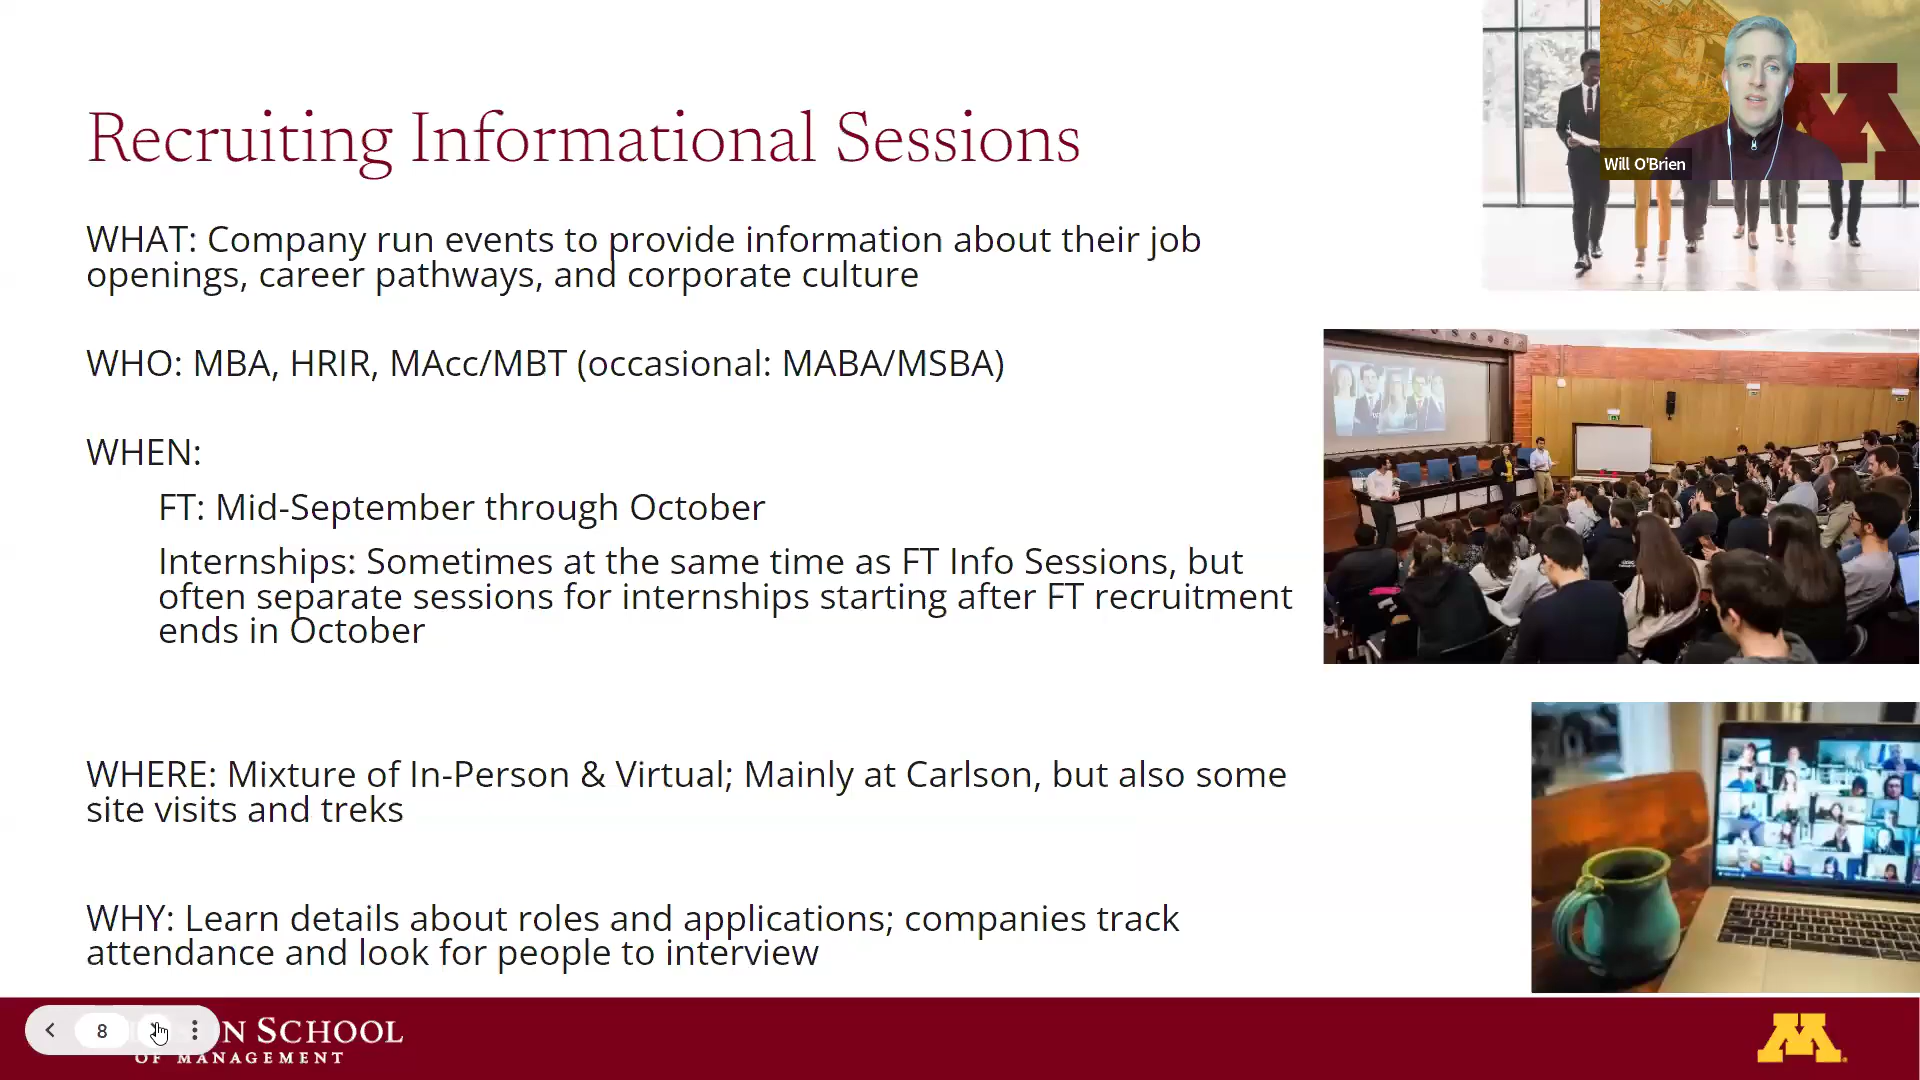 Recruiting Informational Sessions
Will O'Brien
WHAT: Company run events to provide information about their job
openings, career pathways, and corporate culture
WHO: MBA, HRIR, MAcc/MBT (occasional: MABA/MSBA)
WHEN:
FT: Mid-September through October
Internships: Sometimes at the same time as FT Info Sessions, but
often separate sessions for internships starting after FT recruitment
ends in October
WHERE: Mixture of In-Person & Virtual; Mainly at Carlson, but also some
site visits and treks
WHY: Learn details about roles and applications; companies track
attendance and look for people to interview
8
N SCHOOL
OF MANAGEMENT
M